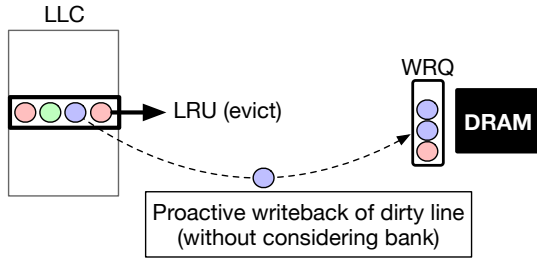 LLC
WRQ
LRU (evict)
DRAM
Proactive writeback of dirty line
(without considering bank)